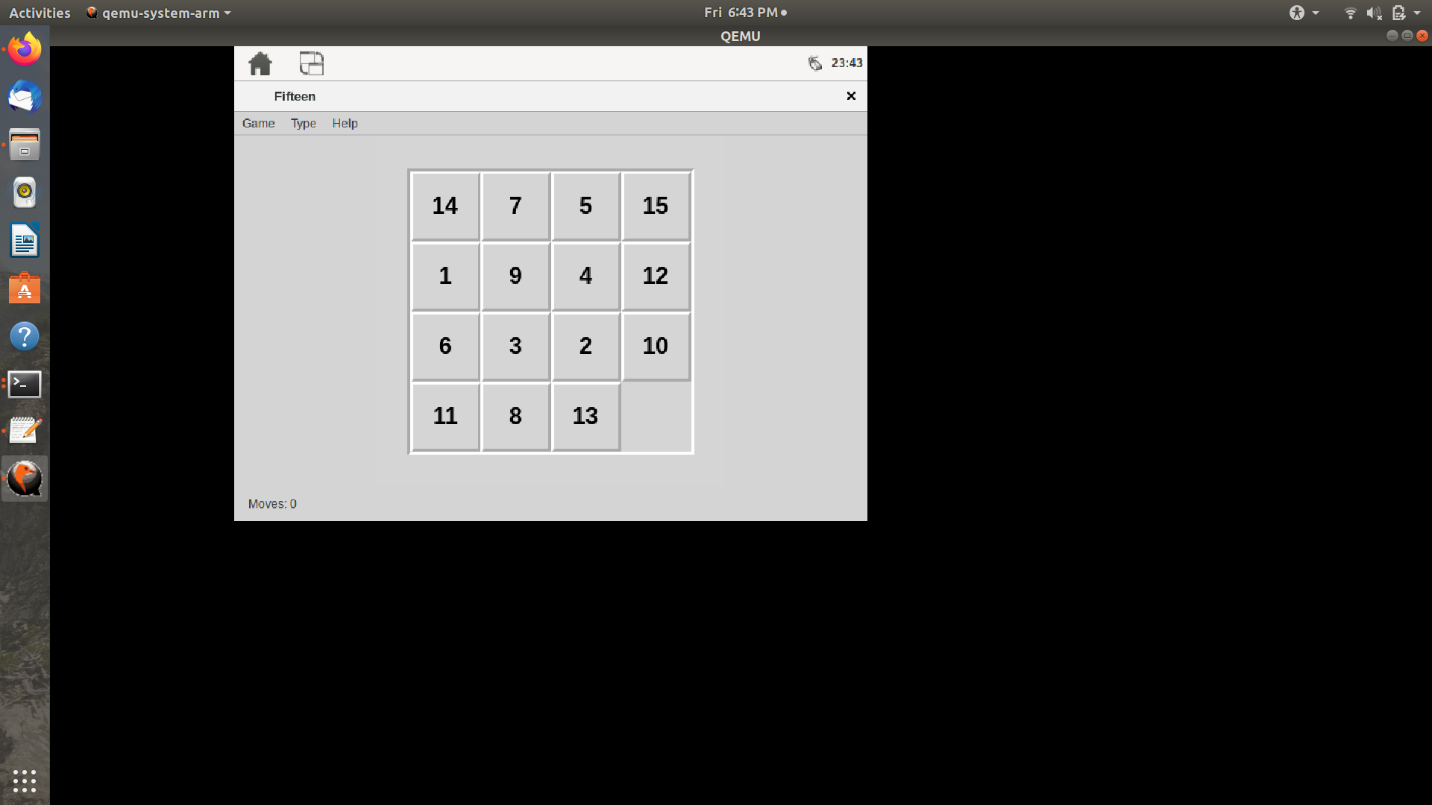 Activities qemu-system-arm Fri 6:43 PM
QEMU
23:43
Fifteen
Game Type Help
14 7 5 15
1 9 4 12
6 3 2 10
11 8 13
Moves: 0